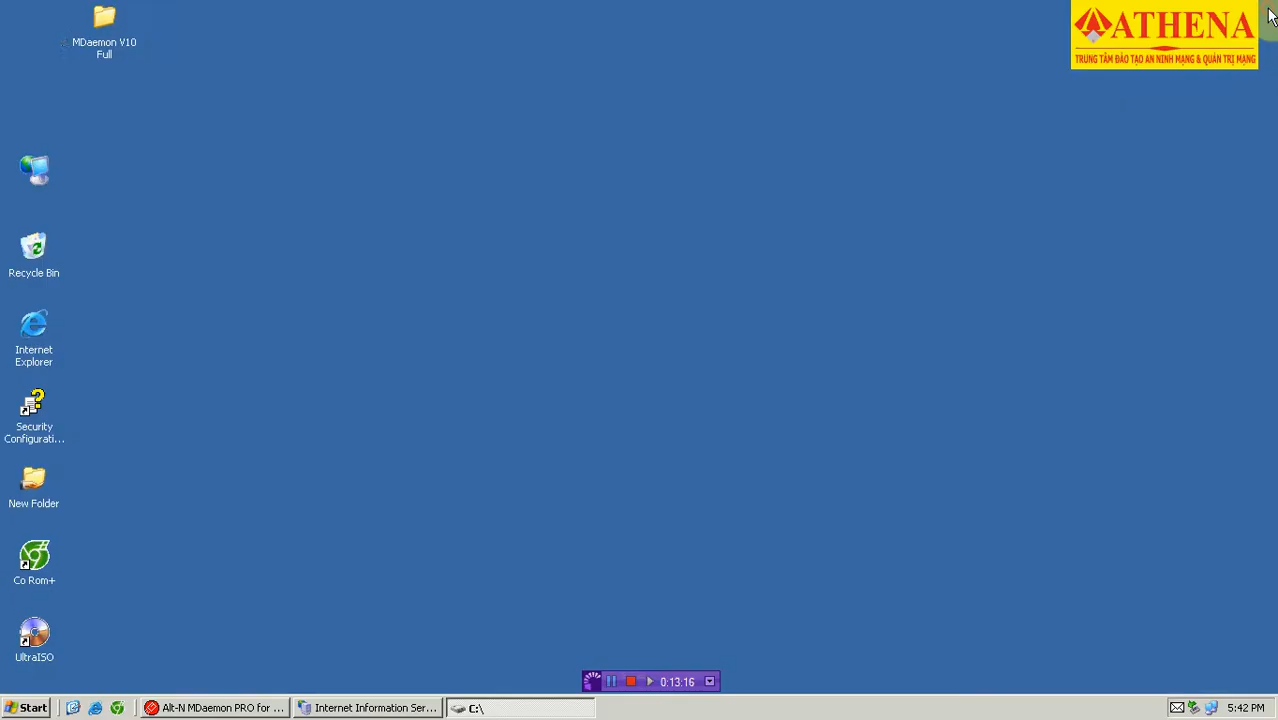 MDaemon V10
Full
ATHENA
TRUNG TÂM ĐÀO TẠO AN NINH MẠNG & QUẢN TRỊ MẠNG
Recycle Bin
Internet
Explorer
Security
Configurati...
New Folder
Co Rom+
UltraISO
0:13:16
Start
Alt-N MDaemon PRO for ...
Internet Information Ser...
C:\
5:42 PM